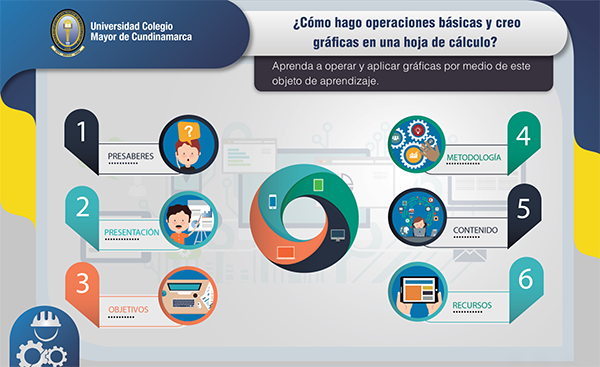 Universidad Colegio
Mayor de Cundinamarca
¿Cómo hago operaciones básicas y creo
gráficas en una hoja de cálculo?
Aprenda a operar y aplicar gráficas por medio de este
objeto de aprendizaje.
1
PRESABERES
?
2
PRESENTACIÓN
3
OBJETIVOS
4
METODOLOGÍA
5
CONTENIDO
6
RECURSOS